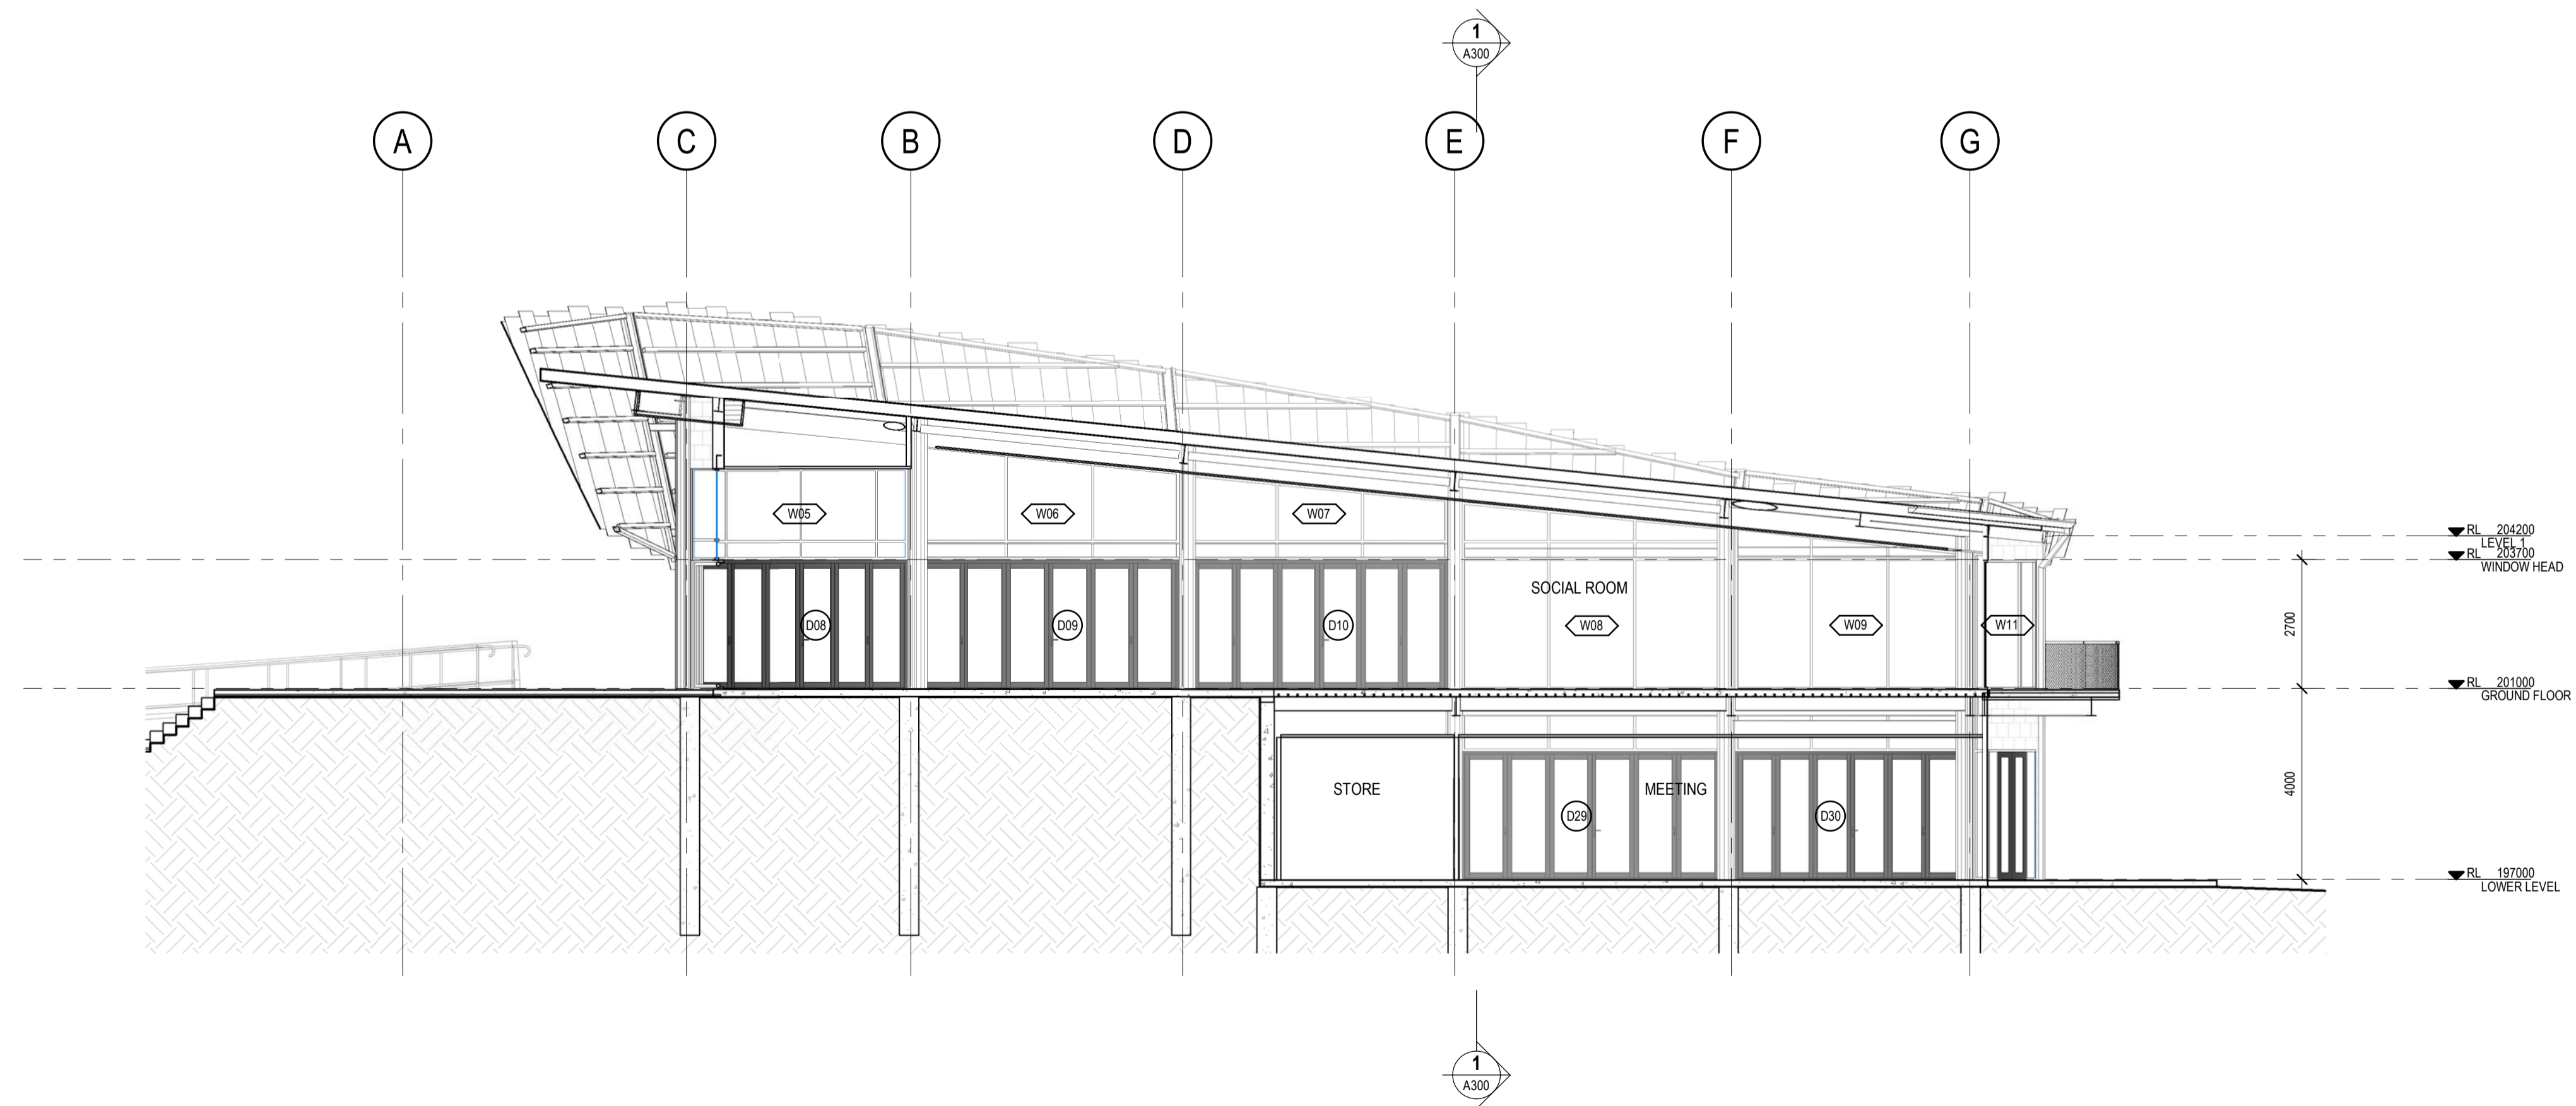 1
A300
A
C
B
D
E
F
G
RL 204200
LEVEL 1
RL 203700
WINDOW HEAD
W05
W06
W07
SOCIAL ROOM
W08
W09
W11
D08
D09
D10
2700
RL 201000
GROUND FLOOR
STORE
MEETING
D29
D30
4000
RL 197000
LOWER LEVEL
1
A300